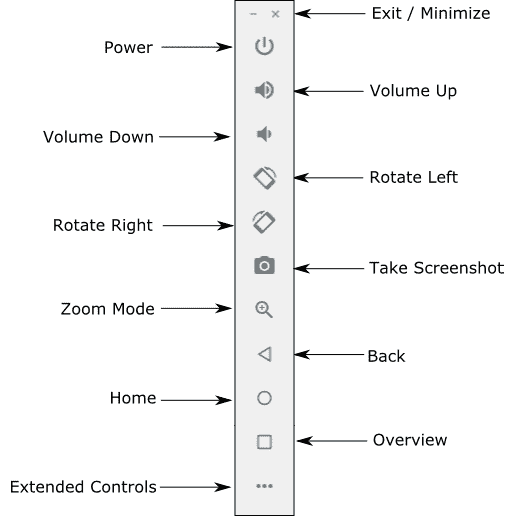 Exit / Minimize
Power
Volume Up
Volume Down
Rotate Left
Rotate Right
Take Screenshot
Zoom Mode
Back
Home
Overview
Extended Controls